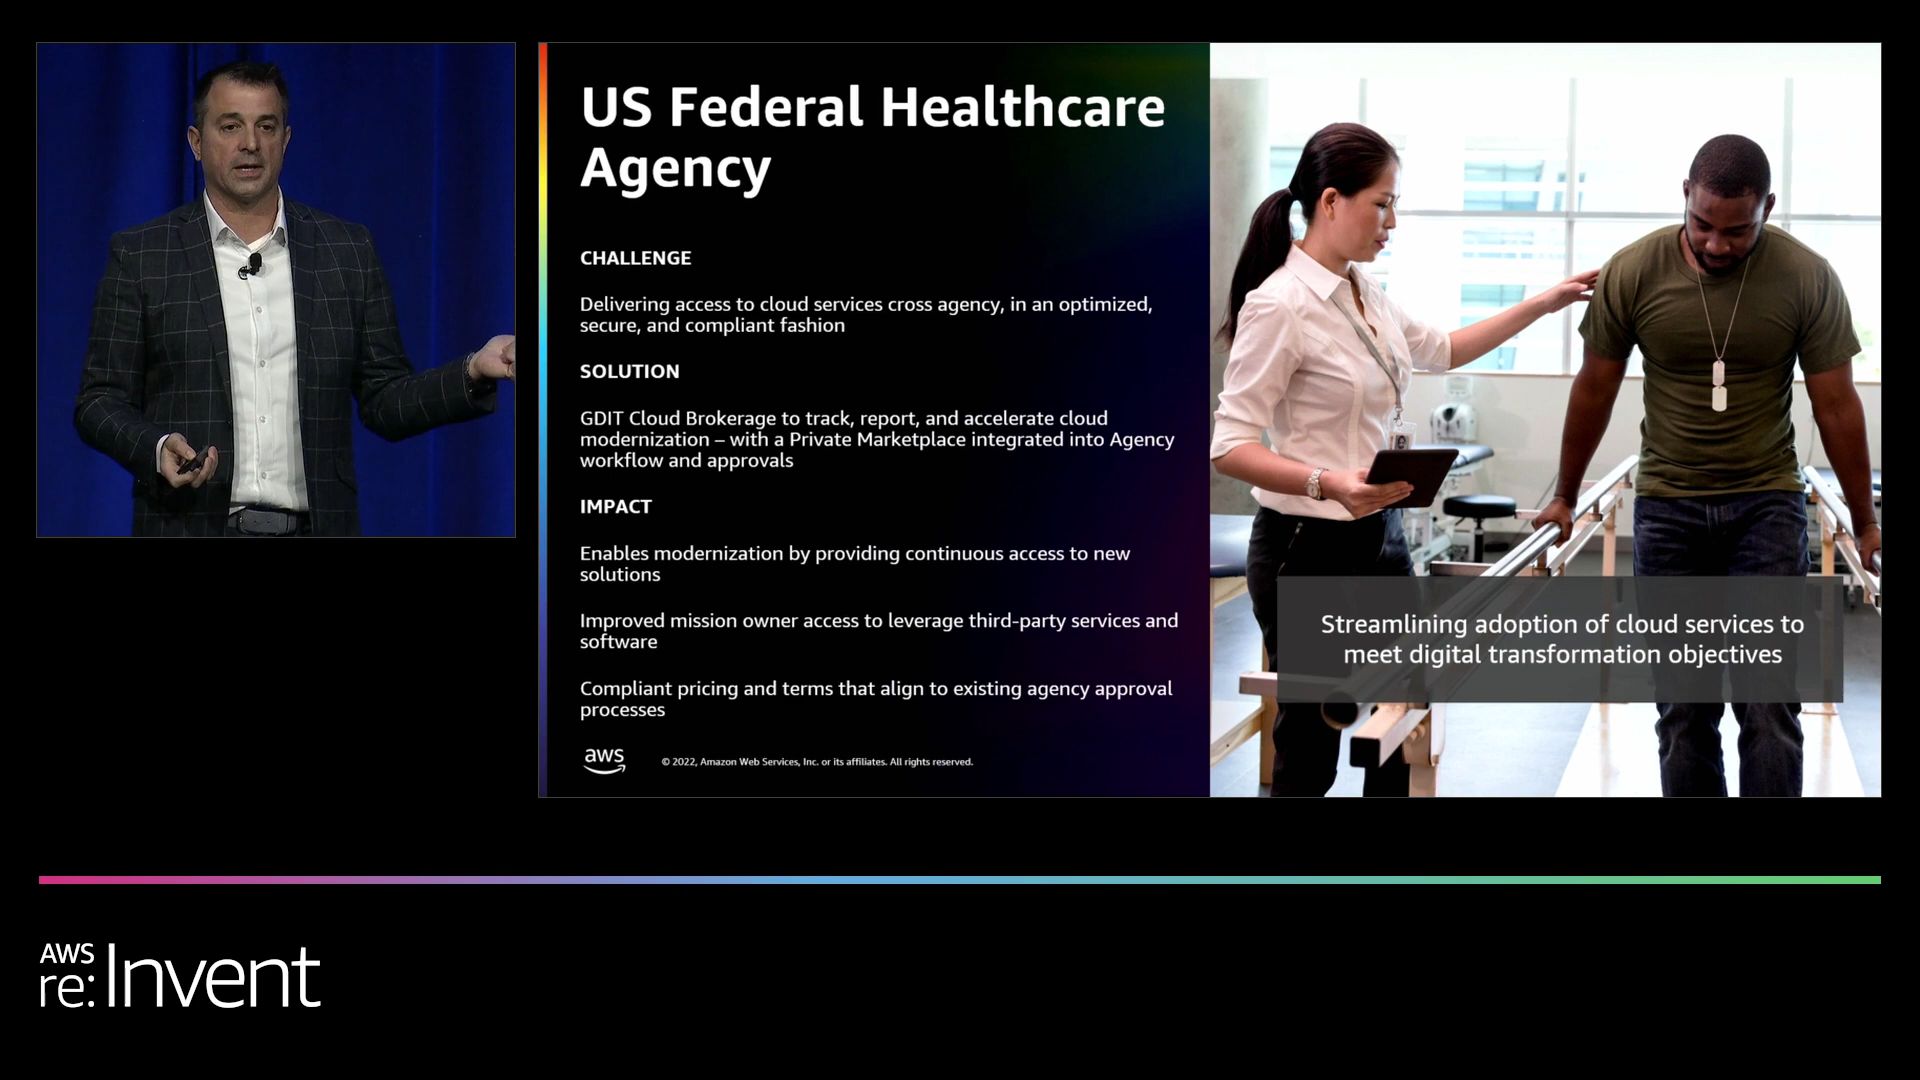 US Federal Healthcare
Agency
CHALLENGE
Delivering access to cloud services cross agency, in an optimized,
secure, and compliant fashion
SOLUTION
GDIT Cloud Brokerage to track, report, and accelerate cloud
modernization – with a Private Marketplace integrated into Agency
workflow and approvals
IMPACT
Enables modernization by providing continuous access to new
solutions
Improved mission owner access to leverage third-party services and
software
Compliant pricing and terms that align to existing agency approval
processes
aws
© 2022, Amazon Web Services, Inc. or its affiliates. All rights reserved.
Streamlining adoption of cloud services to
meet digital transformation objectives
AWS
re:Invent